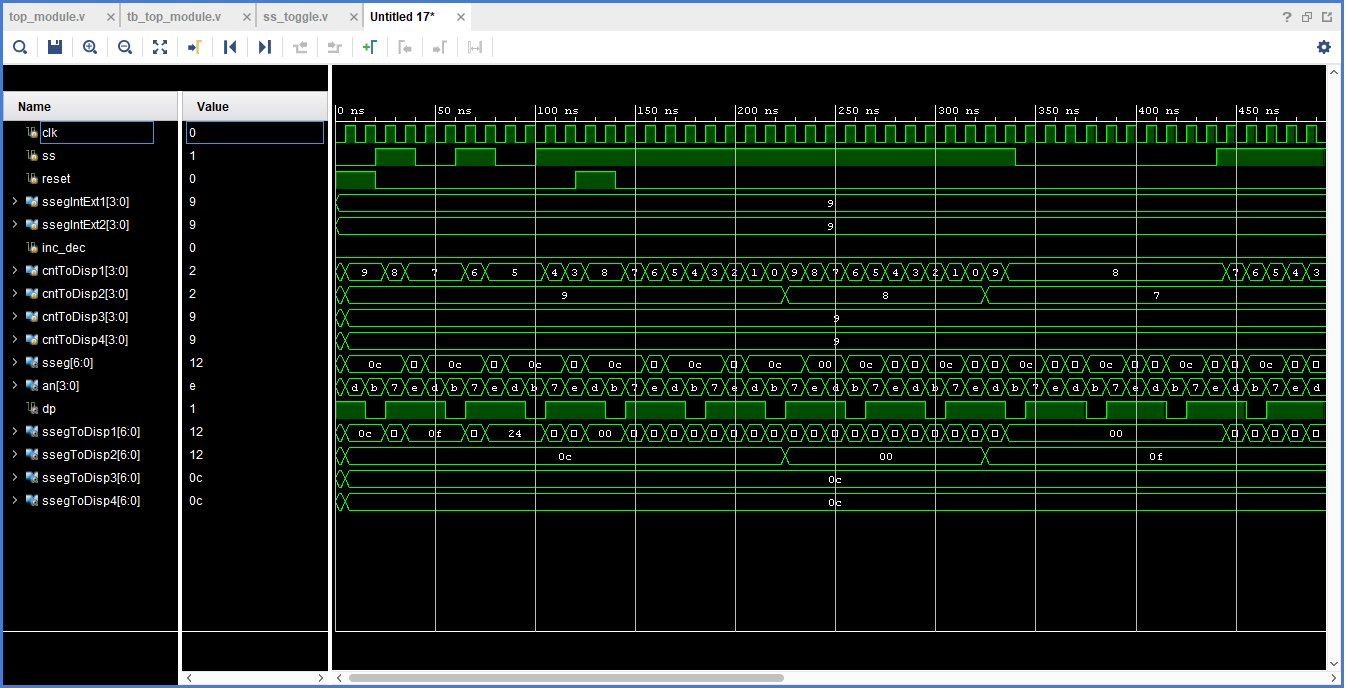 top_module.v × tb_top_module.v × ss_toggle.v × Untitled 17* ×
?
Name Value
0 ns 50 ns 100 ns 150 ns 200 ns 250 ns 300 ns 350 ns 400 ns 450 ns
clk 0
ss 1
reset 0
ssegIntExt1[3:0] 9 9
ssegIntExt2[3:0] 9 9
inc_dec 0
cntToDisp1[3:0] 2 9 8 7 6 5 4 3 8 7 6 5 4 3 2 1 0 9 8 7 6 5 4 3 2 1 0 9 8 7 6 5 4 3
cntToDisp2[3:0] 2 9 8 7
cntToDisp3[3:0] 9 9
cntToDisp4[3:0] 9 9
sseg[6:0] 12 0c 0c 0c 0c 0c 0c 00 0c 0c 0c 0c 0c 0c
an[3:0] e d b 7 e d b 7 e d b 7 e d b 7 e d b 7 e d b 7 e d b 7 e d b 7 e d b 7 e d b 7 e d b 7 e d b 7 e d
dp 1
ssegToDisp1[6:0] 12 0c 0f 24 00 00
ssegToDisp2[6:0] 12 0c 00 0f
ssegToDisp3[6:0] 0c 0c
ssegToDisp4[6:0] 0c 0c